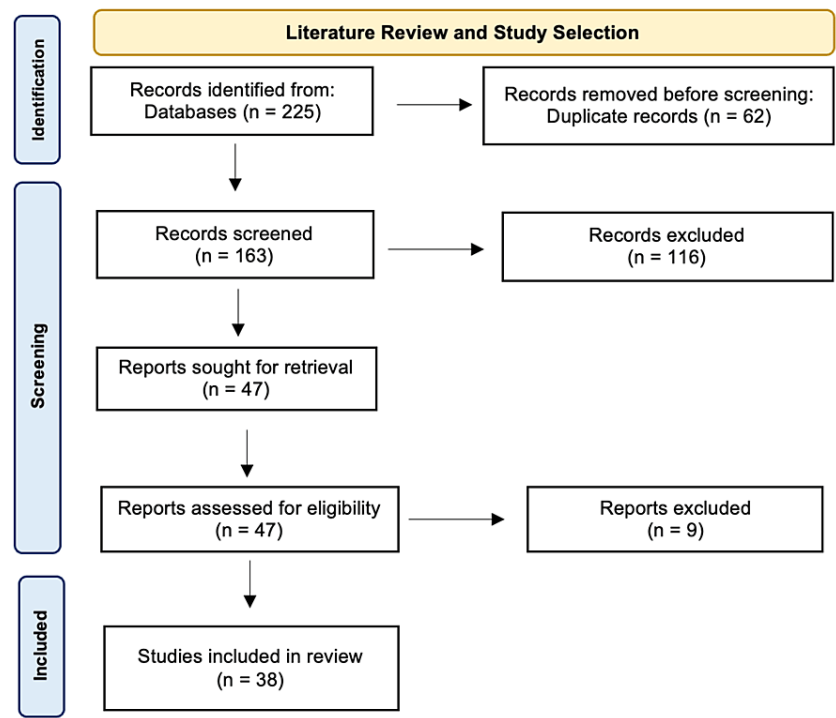 Literature Review and Study Selection
Identification
Records identified from:
Databases (n = 225)
Records removed before screening:
Duplicate records (n = 62)
Screening
Records screened
(n = 163)
Records excluded
(n = 116)
Reports sought for retrieval
(n = 47)
Reports assessed for eligibility
(n = 47)
Reports excluded
(n = 9)
Included
Studies included in review
(n = 38)